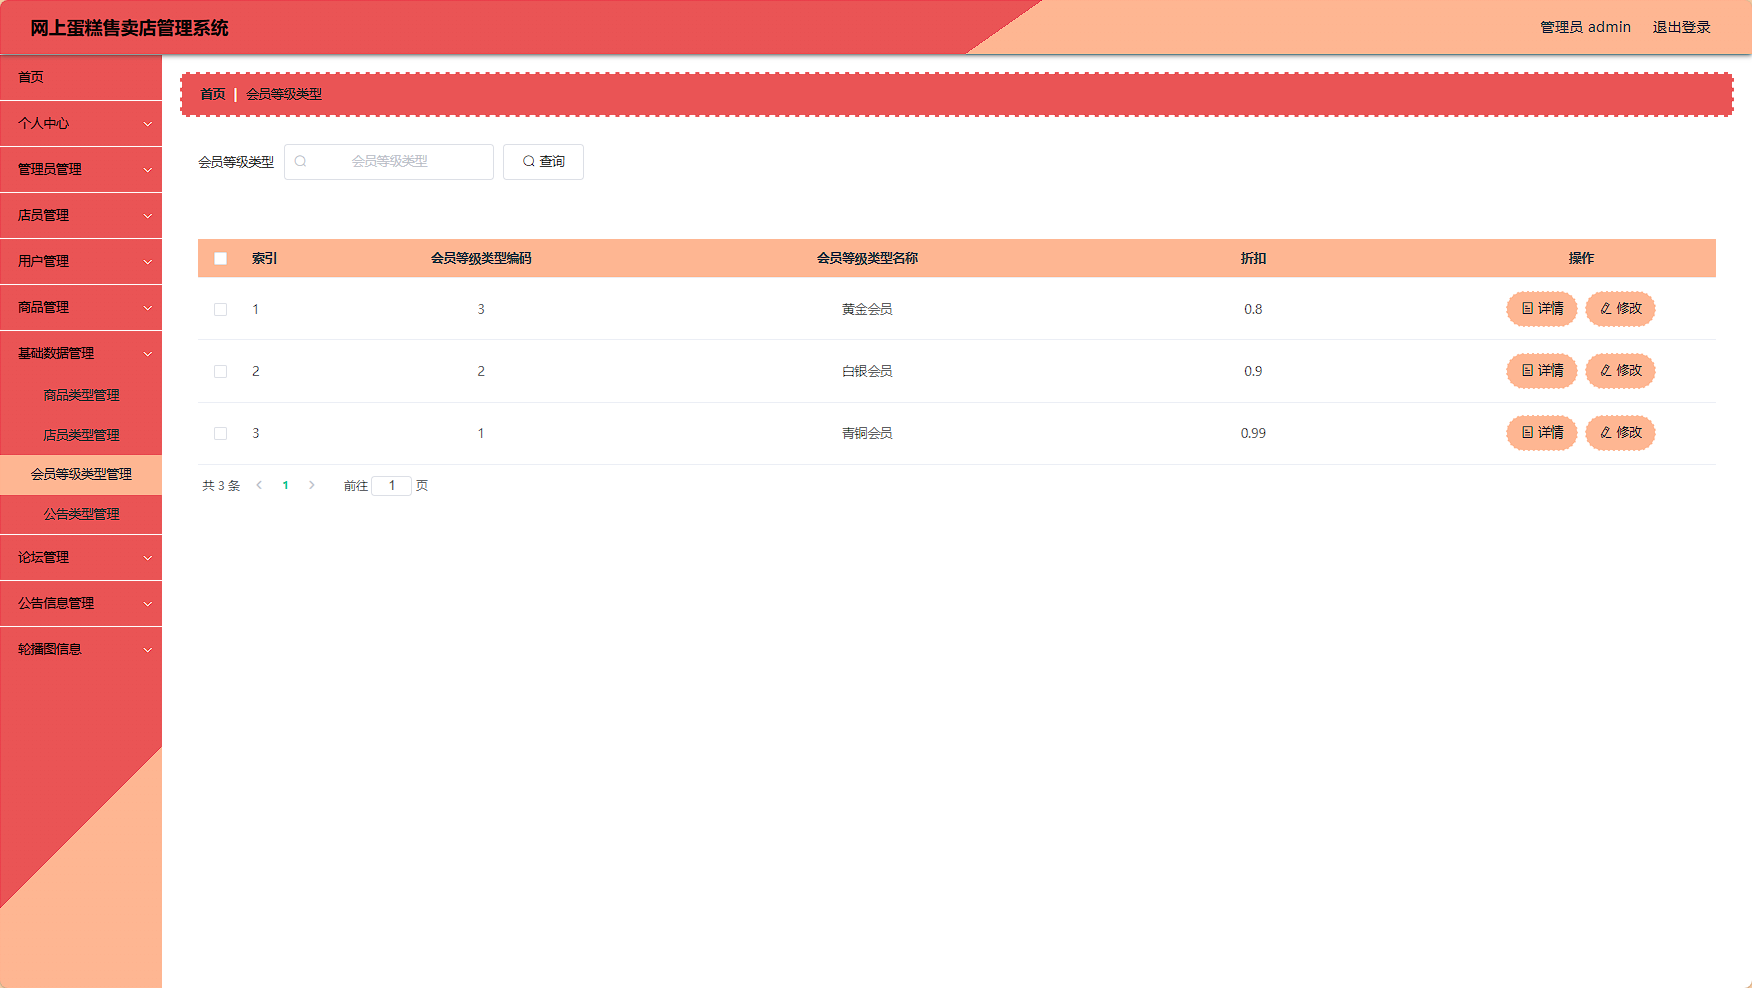 网上蛋糕售卖店管理系统
管理员 admin 退出登录
首页
个人中心
管理员管理
店员管理
用户管理
商品管理
基础数据管理
商品类型管理
店员类型管理
会员等级类型管理
公告类型管理
论坛管理
公告信息管理
轮播图信息
首页 | 会员等级类型
会员等级类型 会员等级类型 查询
索引 会员等级类型编码 会员等级类型名称 折扣 操作
1 3 黄金会员 0.8 详情 修改
2 2 白银会员 0.9 详情 修改
3 1 青铜会员 0.99 详情 修改
共 3 条 1 前往 1 页